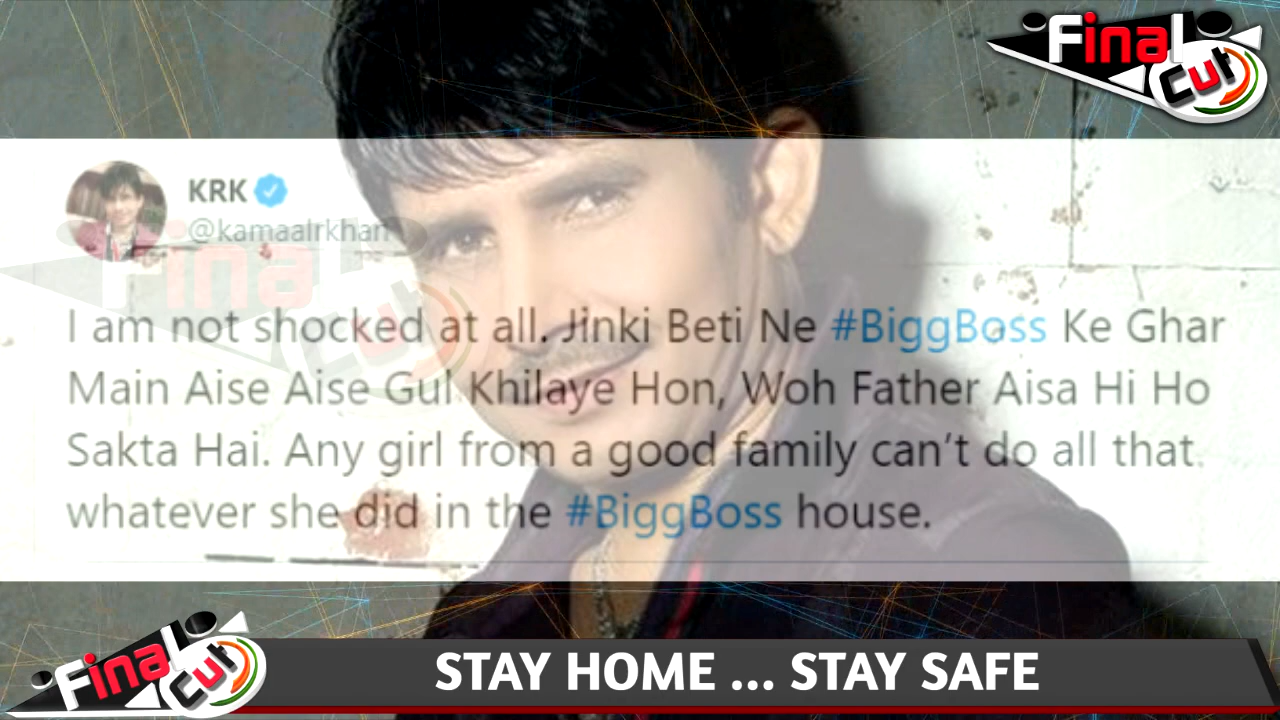 Final
Cut
KRK
@kamaalrkhan
Final
Cut
I am not shocked at all. Jinki Beti Ne #BiggBoss Ke Ghar
Main Aise Aise Gul Khilaye Hon, Woh Father Aisa Hi Ho
Sakta Hai. Any girl from a good family can't do all that.
whatever she did in the #BiggBoss house.
Final
Cut
STAY HOME ... STAY SAFE